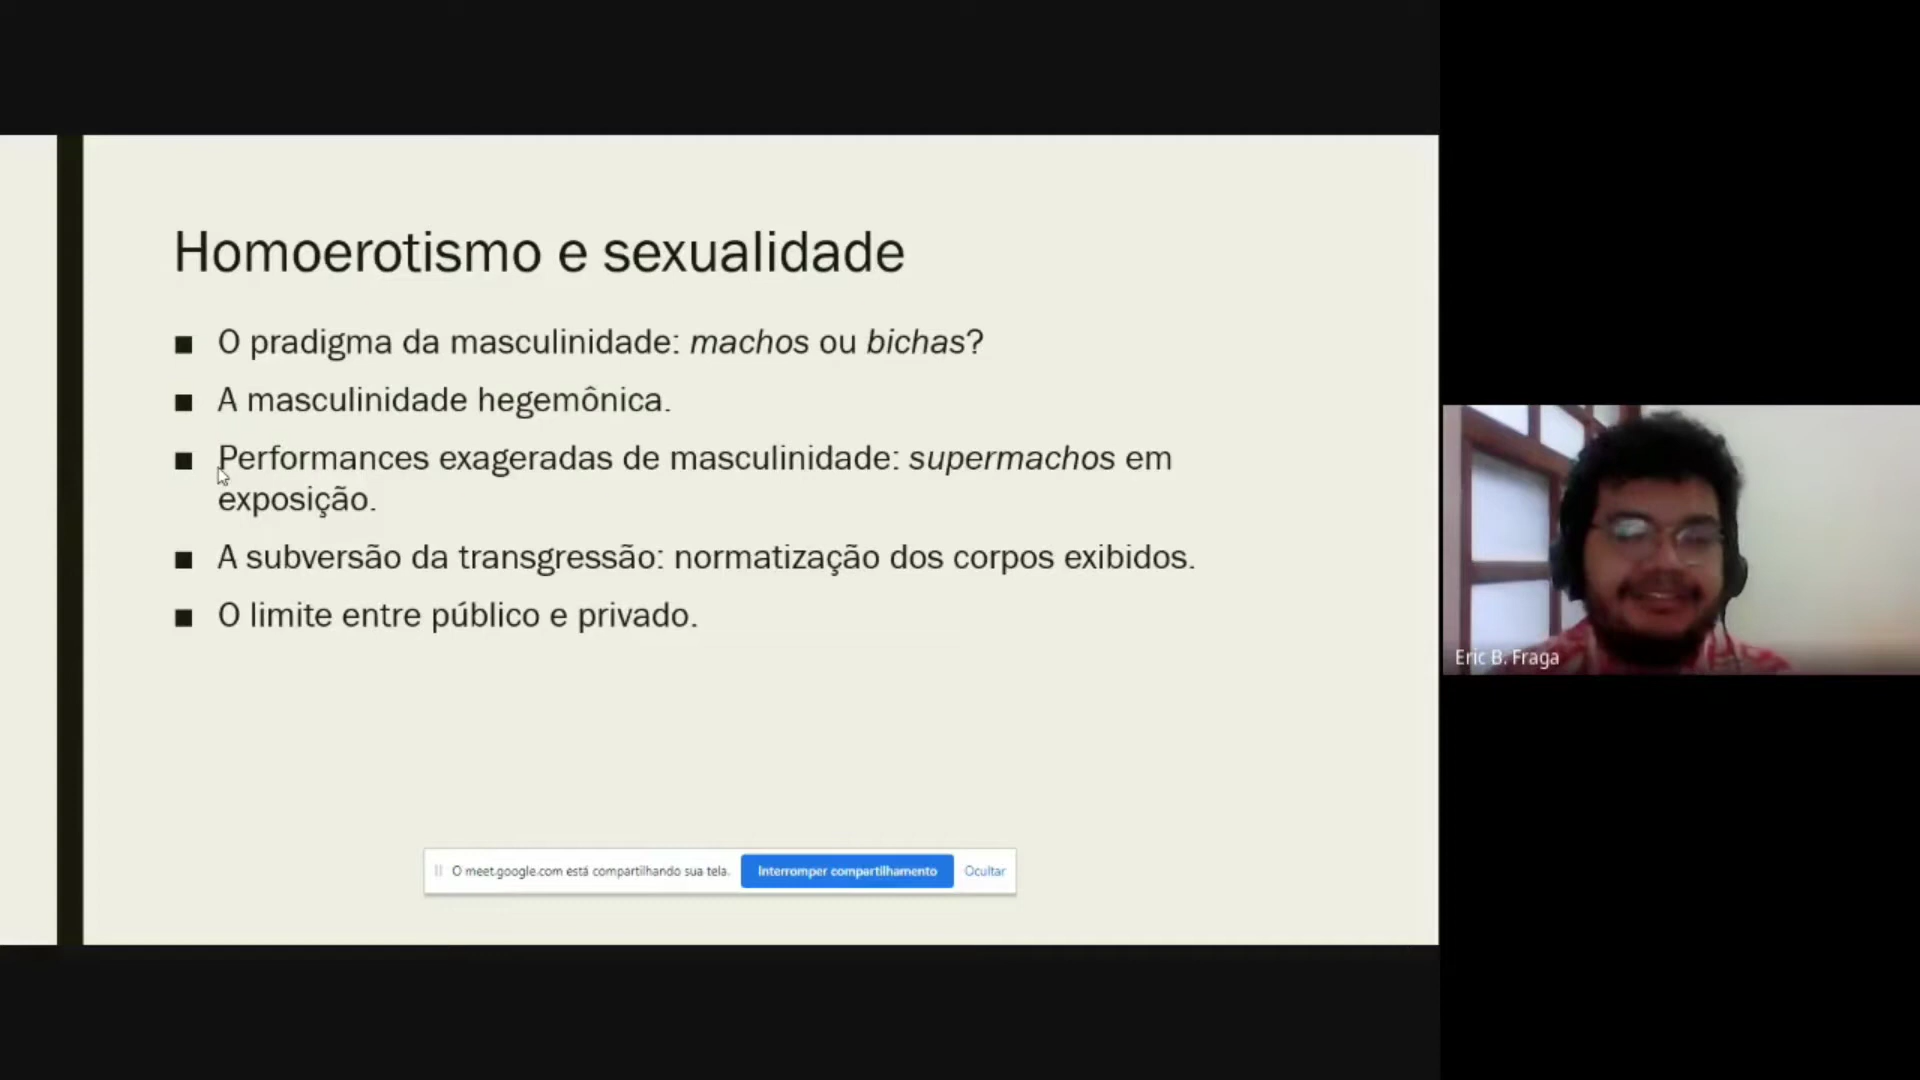 Homoerotismo e sexualidade
O pradigma da masculinidade: machos ou bichas?
A masculinidade hegemônica.
Performances exageradas de masculinidade: supermachos em
exposição.
A subversão da transgressão: normatização dos corpos exibidos.
O limite entre público e privado.
O meet.google.com está compartilhando sua tela. Interromper compartilhamento Ocultar
Eric B. Fraga